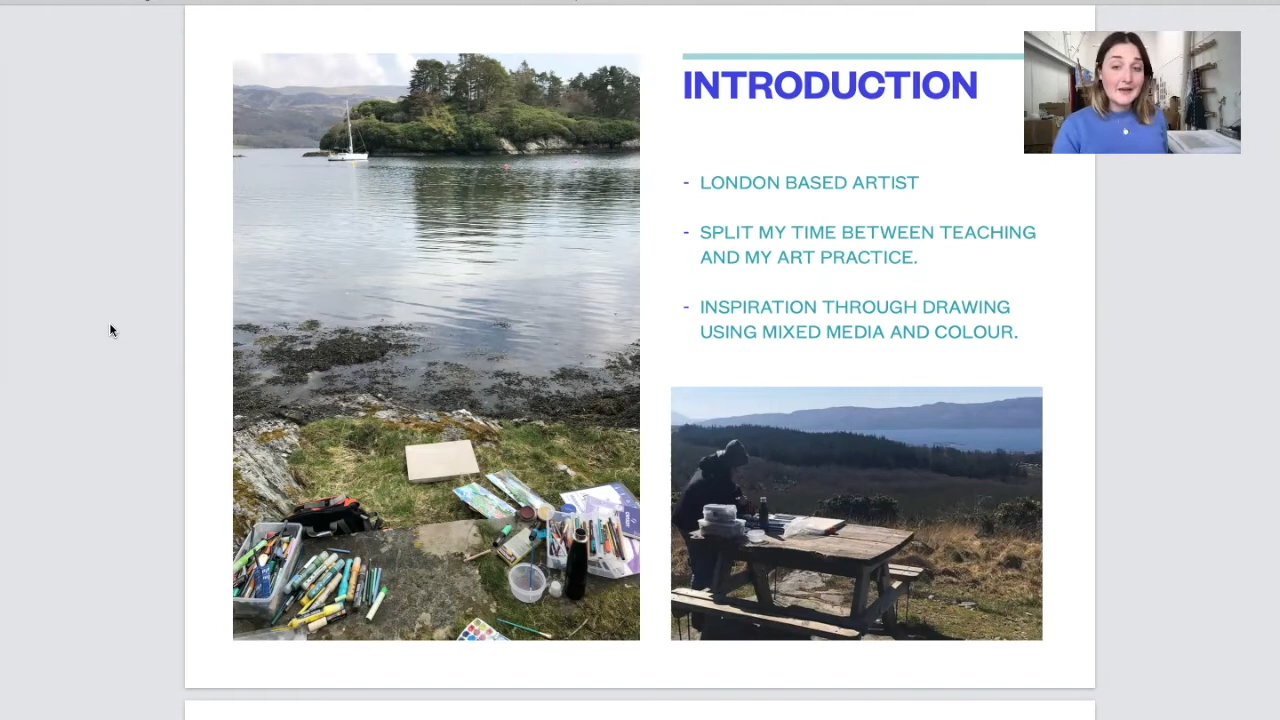 INTRODUCTION
- LONDON BASED ARTIST
- SPLIT MY TIME BETWEEN TEACHING
AND MY ART PRACTICE.
- INSPIRATION THROUGH DRAWING
USING MIXED MEDIA AND COLOUR.